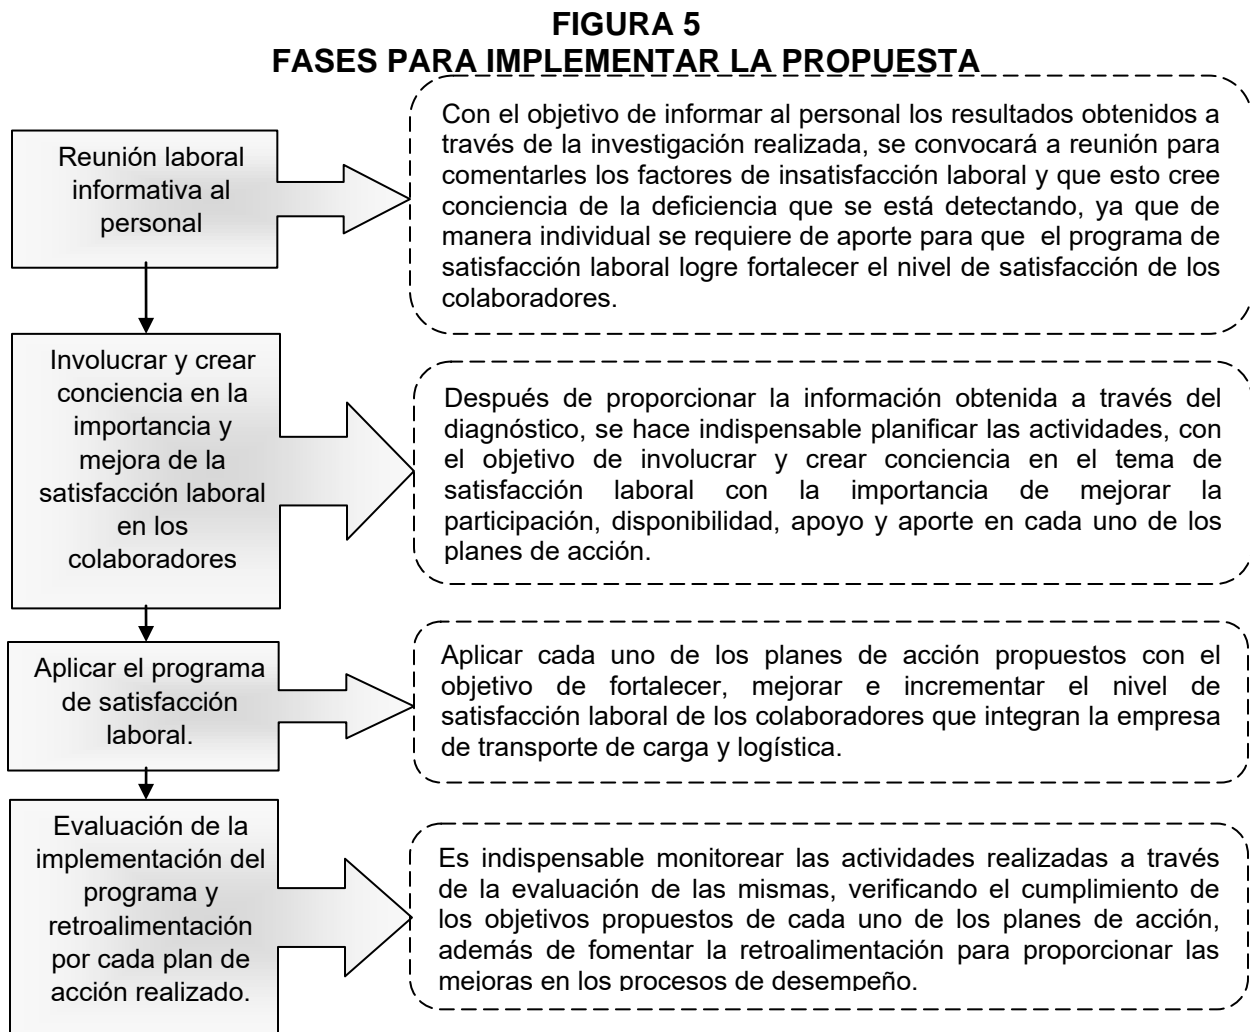 FIGURA 5
FASES PARA IMPLEMENTAR LA PROPUESTA
Reunión laboral
informativa al
personal
Con el objetivo de informar al personal los resultados obtenidos a
través de la investigación realizada, se convocará a reunión para
comentarles los factores de insatisfacción laboral y que esto cree
conciencia de la deficiencia que se está detectando, ya que de
manera individual se requiere de aporte para que el programa de
satisfacción laboral logre fortalecer el nivel de satisfacción de los
colaboradores.
Involucrar y crear
conciencia en la
importancia y
mejora de la
satisfacción laboral
en los
colaboradores
Después de proporcionar la información obtenida a través del
diagnóstico, se hace indispensable planificar las actividades, con
el objetivo de involucrar y crear conciencia en el tema de
satisfacción laboral con la importancia de mejorar la
participación, disponibilidad, apoyo y aporte en cada uno de los
planes de acción.
Aplicar el programa
de satisfacción
laboral.
Aplicar cada uno de los planes de acción propuestos con el
objetivo de fortalecer, mejorar e incrementar el nivel de
satisfacción laboral de los colaboradores que integran la empresa
de transporte de carga y logística.
Evaluación de la
implementación del
programa y
retroalimentación
por cada plan de
acción realizado.
Es indispensable monitorear las actividades realizadas a través
de la evaluación de las mismas, verificando el cumplimiento de
los objetivos propuestos de cada uno de los planes de acción,
además de fomentar la retroalimentación para proporcionar las
mejoras en los procesos de desempeño.